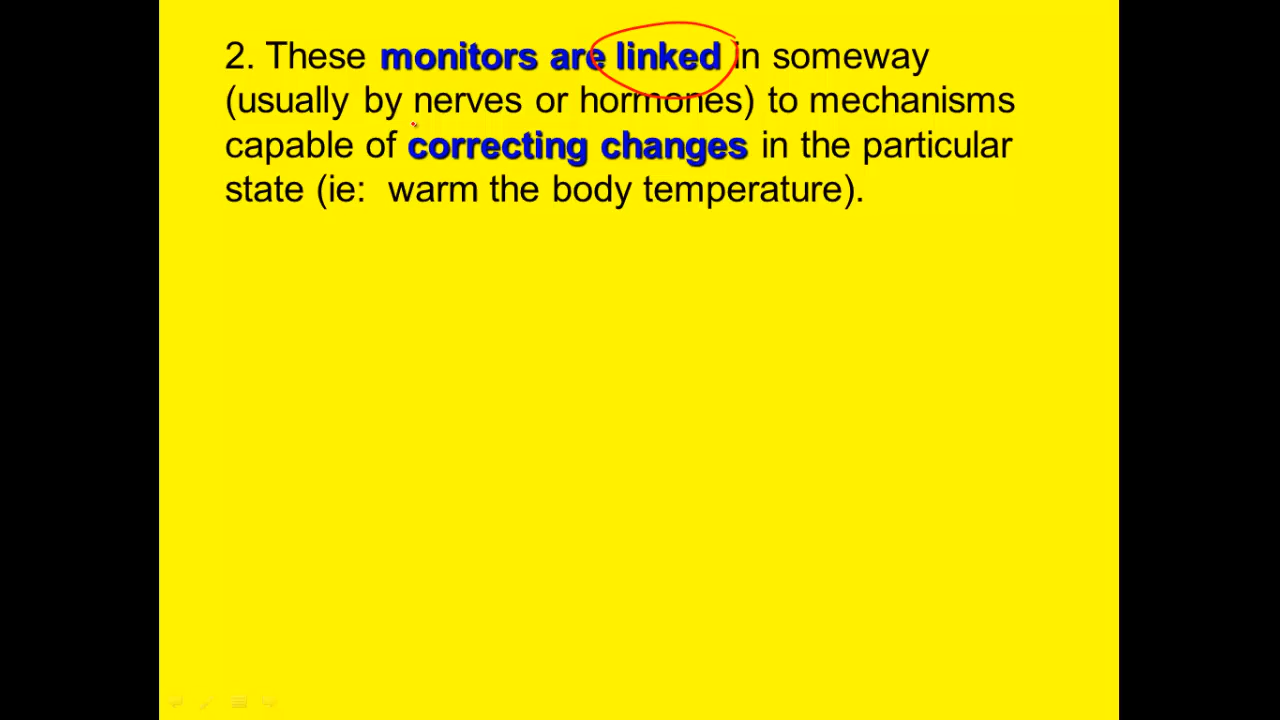 2. These monitors are linked in someway
(usually by nerves or hormones) to mechanisms
capable of correcting changes in the particular
state (ie:  warm the body temperature).